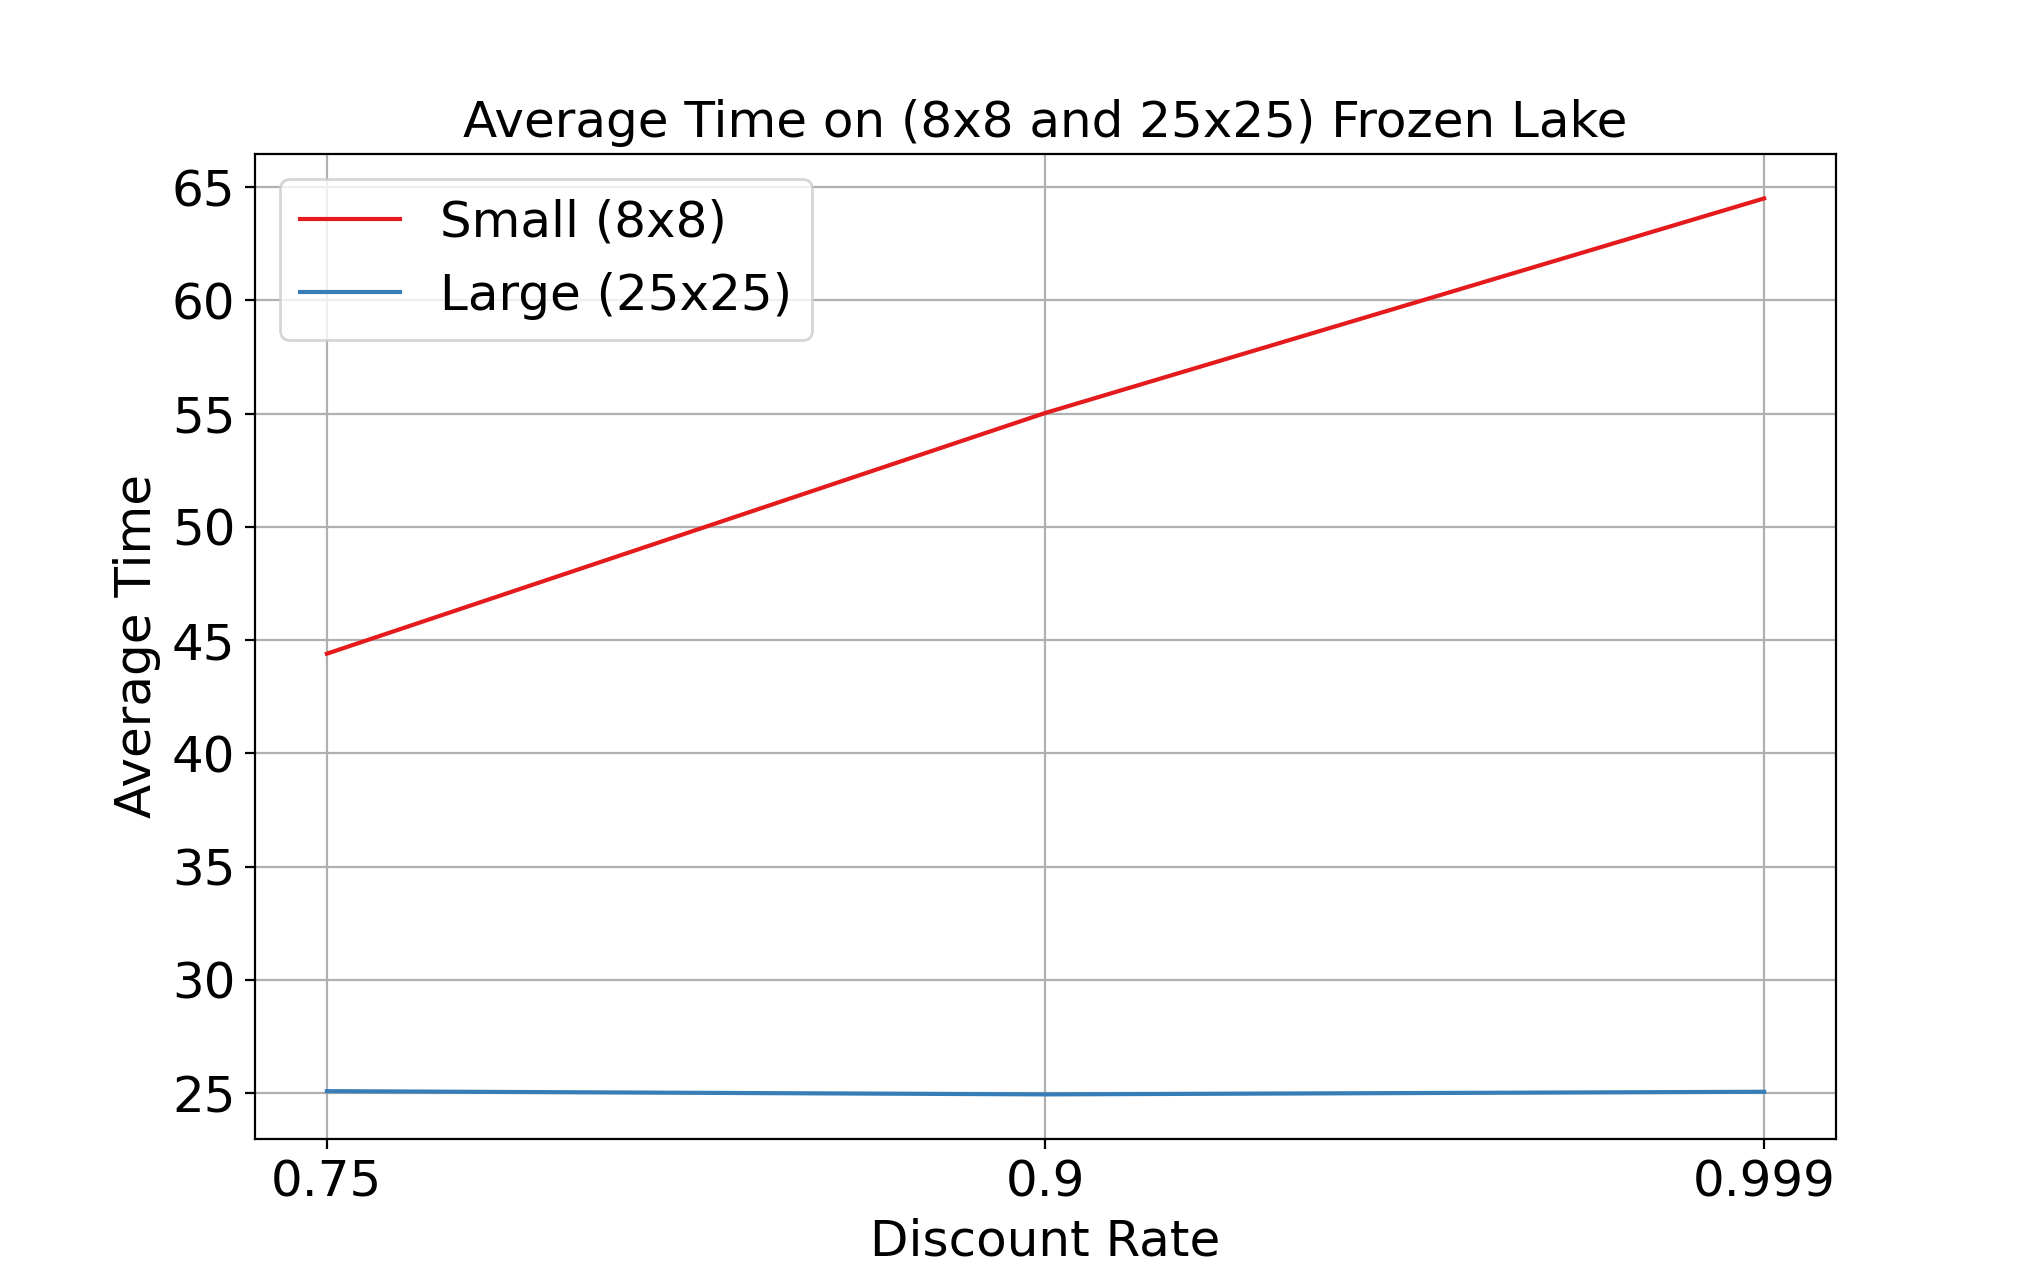 Average Time on (8x8 and 25x25) Frozen Lake
Small (8x8)
Large (25x25)
Average Time
65
60
55
50
45
40
35
30
25
0.75
0.9
0.999
Discount Rate